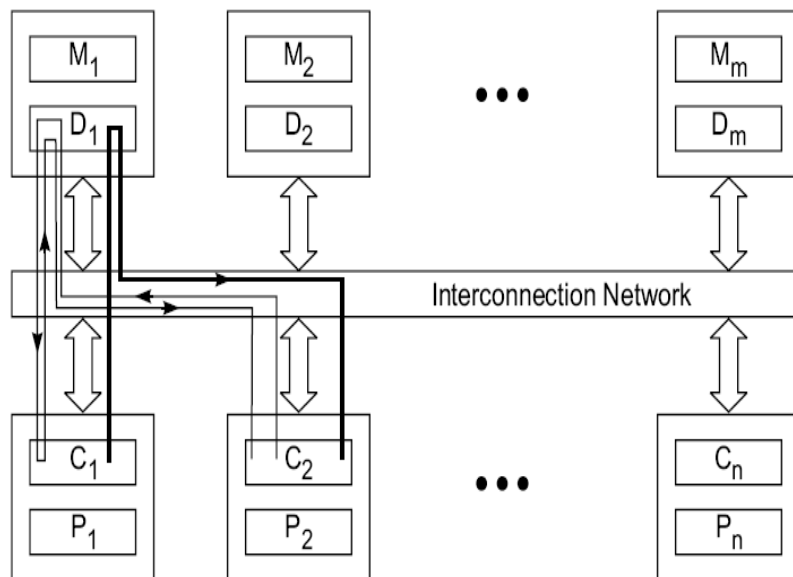 M1 M2 ••• Mm
D1 D2 Dm
Interconnection Network
C1 C2 ••• Cn
P1 P2 Pn